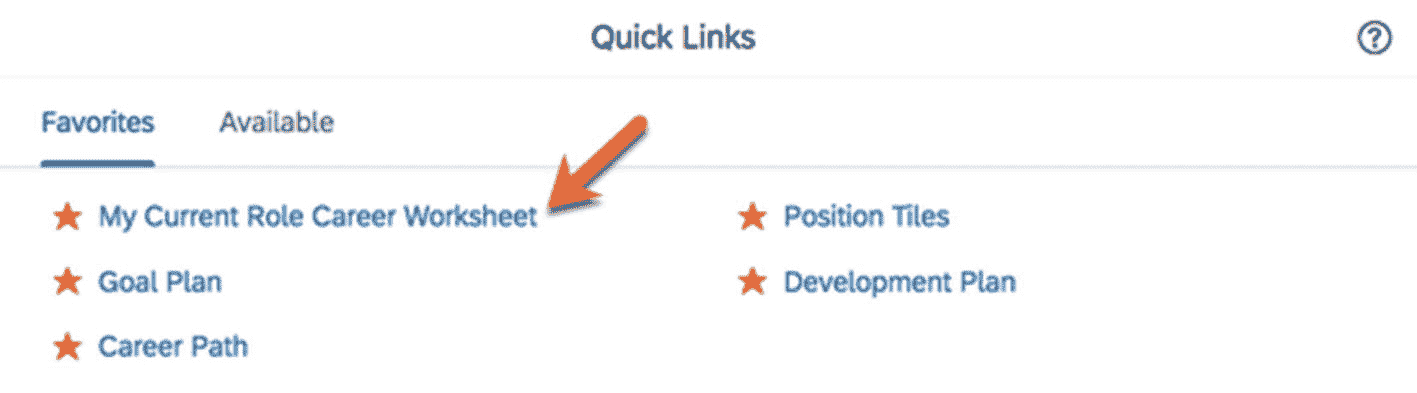 Quick Links
Favorites Available
My Current Role Career Worksheet Position Tiles
Goal Plan Development Plan
Career Path